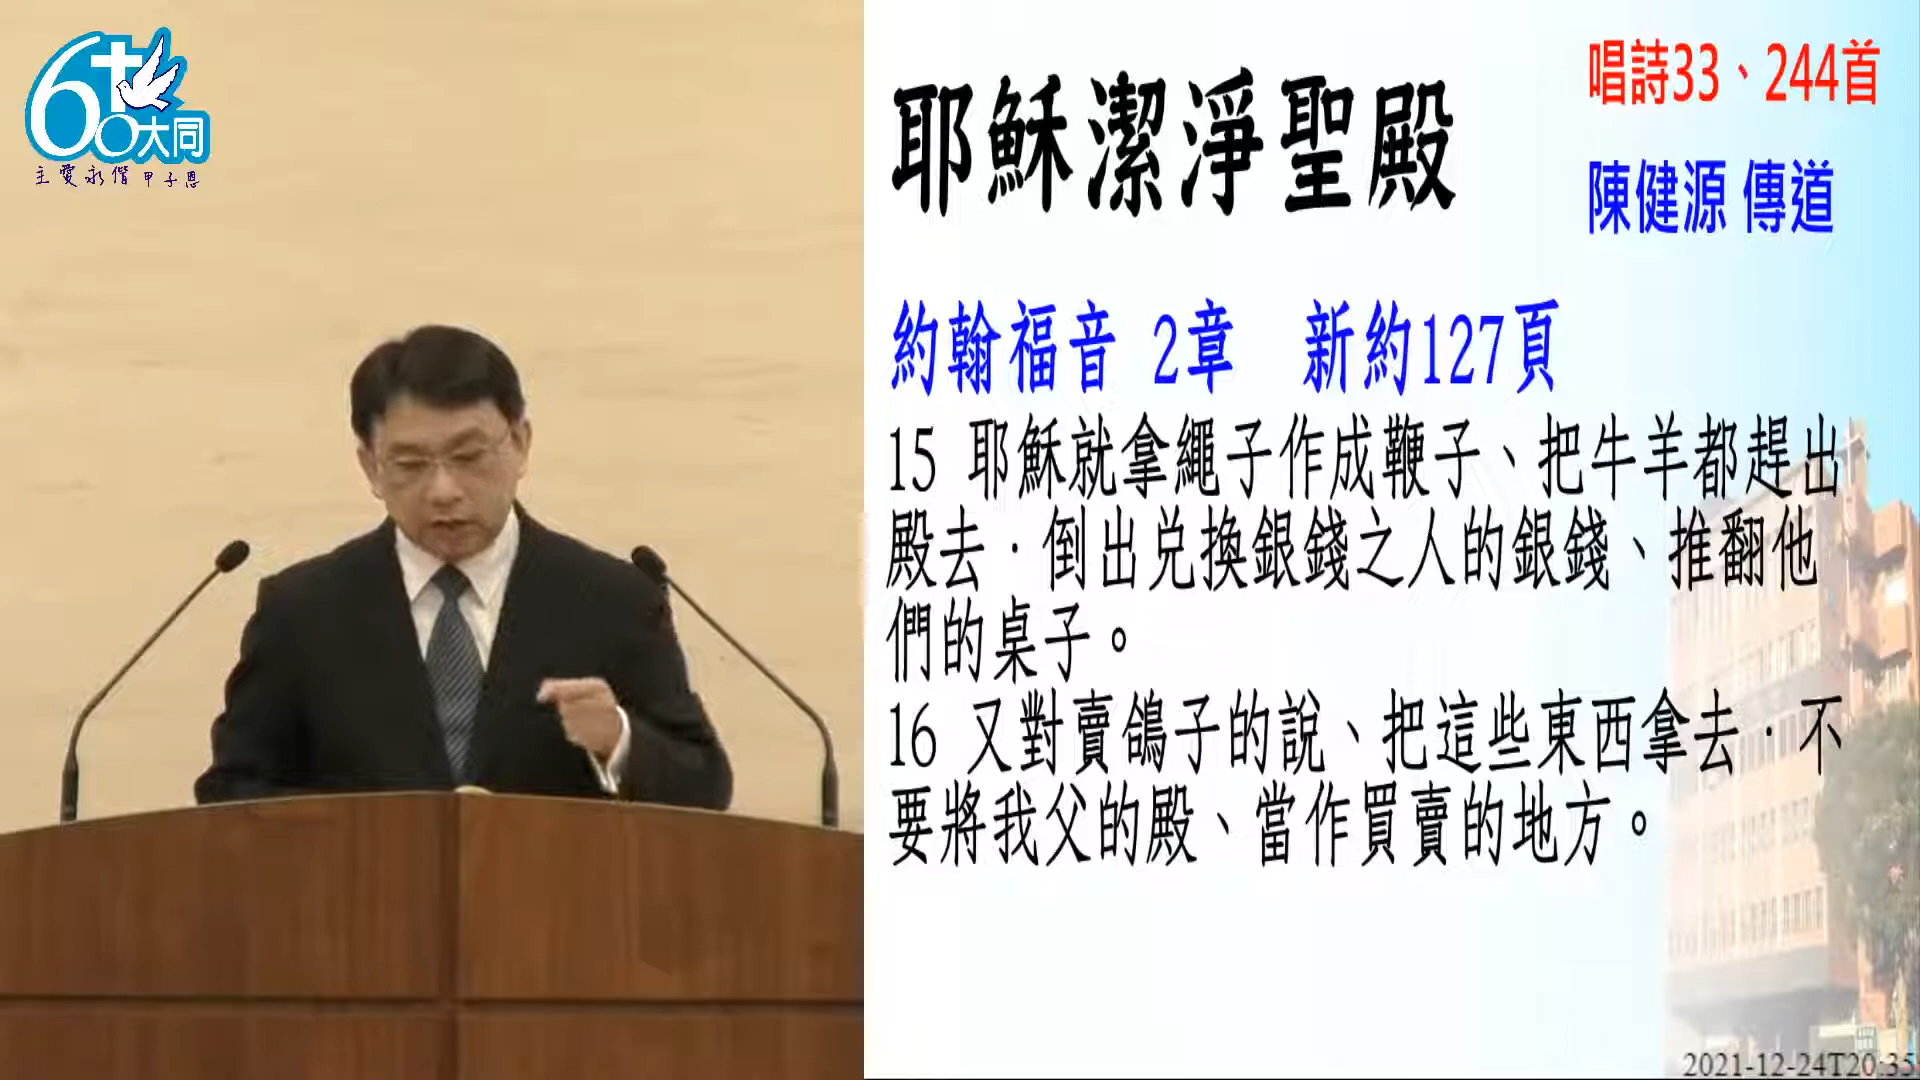 60大同
主愛永偕 甲子恩
唱詩33、244首
耶穌潔淨聖殿
陳健源 傳道
約翰福音 2章 新約127頁
15 耶穌就拿繩子作成鞭子、把牛羊都趕出
殿去．倒出兌換銀錢之人的銀錢、推翻他
們的桌子。
16 又對賣鴿子的說、把這些東西拿去．不
要將我父的殿、當作買賣的地方。
2021-12-24T20:35